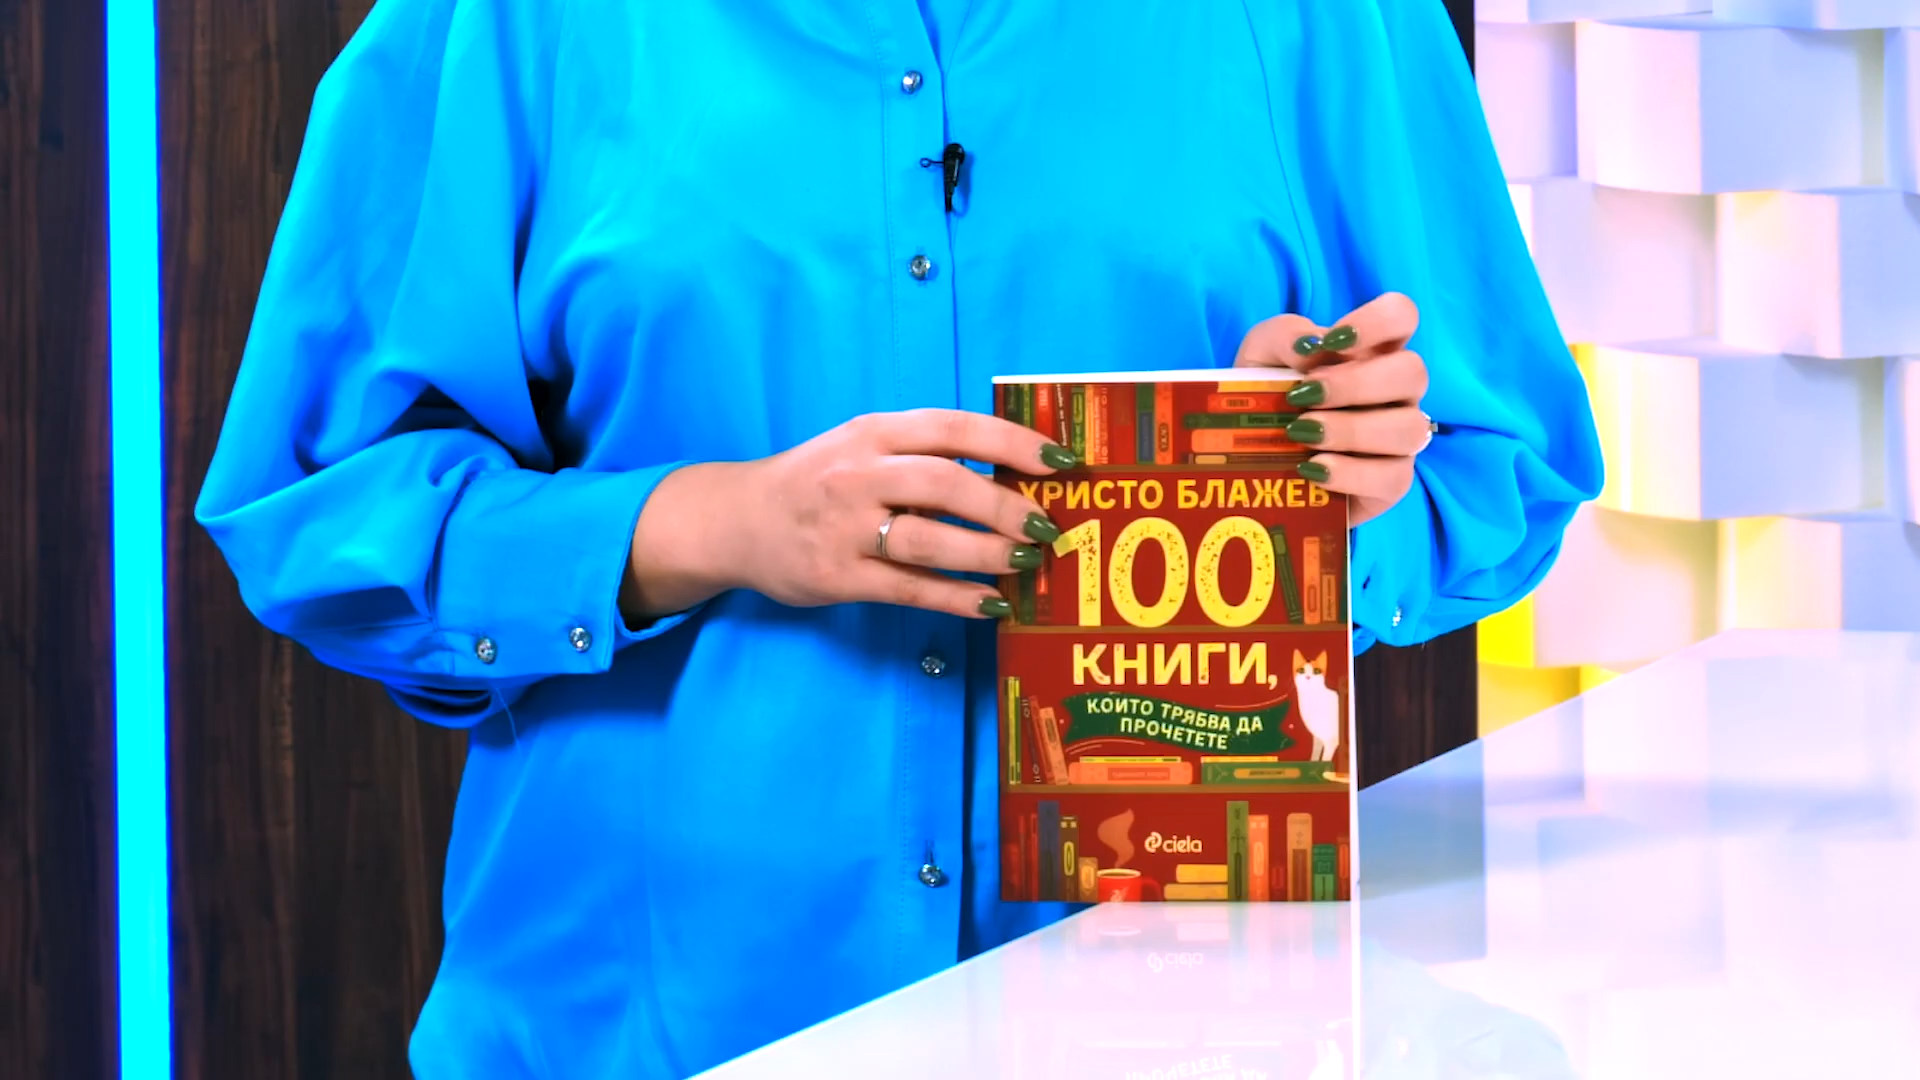 ХРИСТО БЛАЖЕВ
100
КНИГИ,
КОИТО ТРЯБВА ДА
ПРОЧЕТЕТЕ
ciela